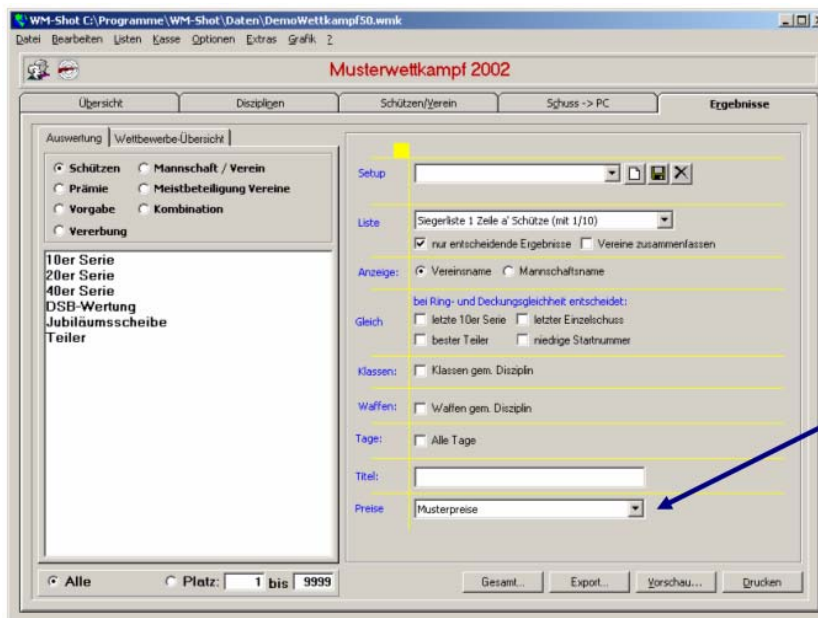 WM-Shot C:\Programme\WM-Shot\Daten\DemoWettkampf50.wmk
Datei Bearbeiten Listen Kasse Optionen Extras Grafik ?
Musterwettkampf 2002
Übersicht Disziplinen Schützen/Verein Schuss -> PC Ergebnisse
Auswertung Wettbewerbe-Übersicht
Schützen Mannschaft / Verein
Prämie Meistbeteiligung Vereine
Vorgabe Kombination
Vererbung
10er Serie
20er Serie
40er Serie
DSB-Wertung
Jubiläumsscheibe
Teiler
Alle Platz: 1 bis 9999
Setup
Liste Siegerliste 1 Zeile a' Schütze (mit 1/10)
nur entscheidende Ergebnisse Vereine zusammenfassen
Anzeige: Vereinsname Mannschaftsname
bei Ring- und Deckungsgleichheit entscheidet:
Gleich letzte 10er Serie letzter Einzelschuss
bester Teiler niedrige Startnummer
Klassen: Klassen gem. Disziplin
Waffen: Waffen gem. Disziplin
Tage: Alle Tage
Titel:
Preise Musterpreise
Gesamt... Export... Vorschau... Drucken